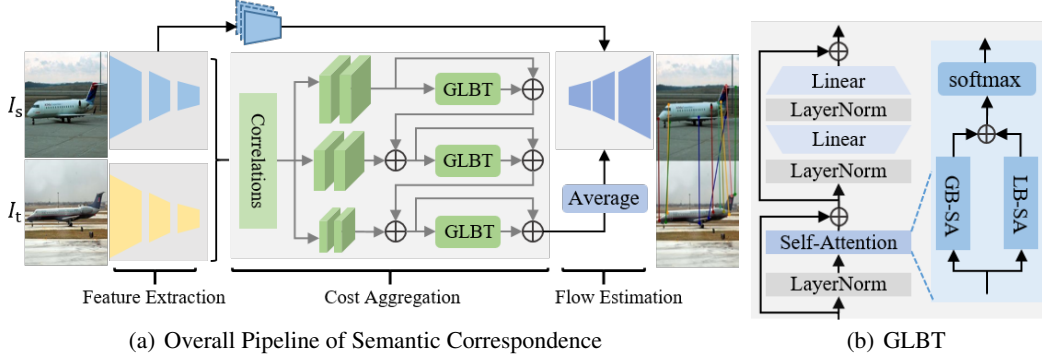 I_s
I_t
Correlations
GLBT
GLBT
GLBT
Average
Feature Extraction
Cost Aggregation
Flow Estimation
(a) Overall Pipeline of Semantic Correspondence
Linear
LayerNorm
Linear
LayerNorm
Self-Attention
LayerNorm
softmax
GB-SA
LB-SA
(b) GLBT